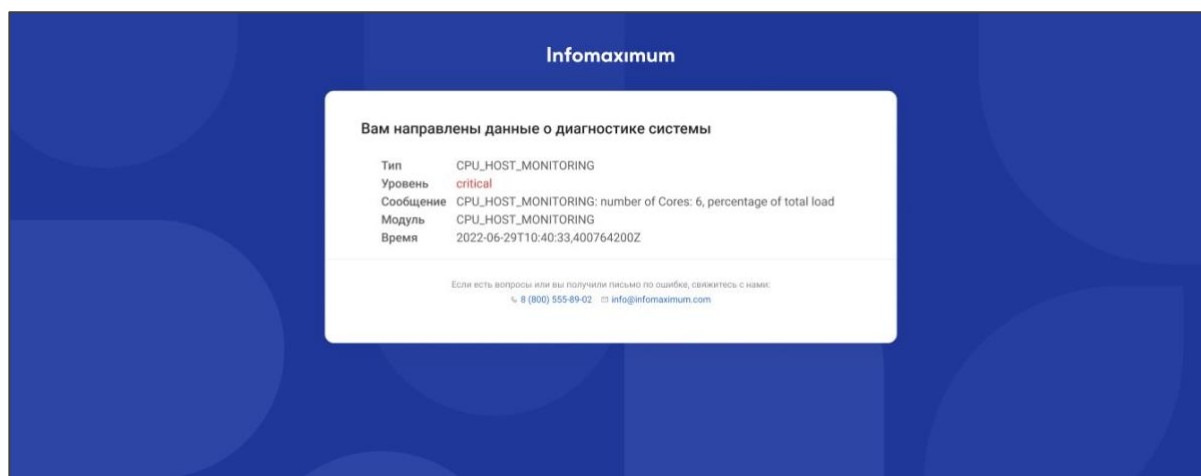 Infomaximum
Вам направлены данные о диагностике системы
Тип CPU_HOST_MONITORING
Уровень critical
Сообщение CPU_HOST_MONITORING: number of Cores: 6, percentage of total load
Модуль CPU_HOST_MONITORING
Время 2022-06-29T10:40:33,400764200Z
Если есть вопросы или вы получили письмо по ошибке, свяжитесь с нами:
8 (800) 555-89-02 info@infomaximum.com